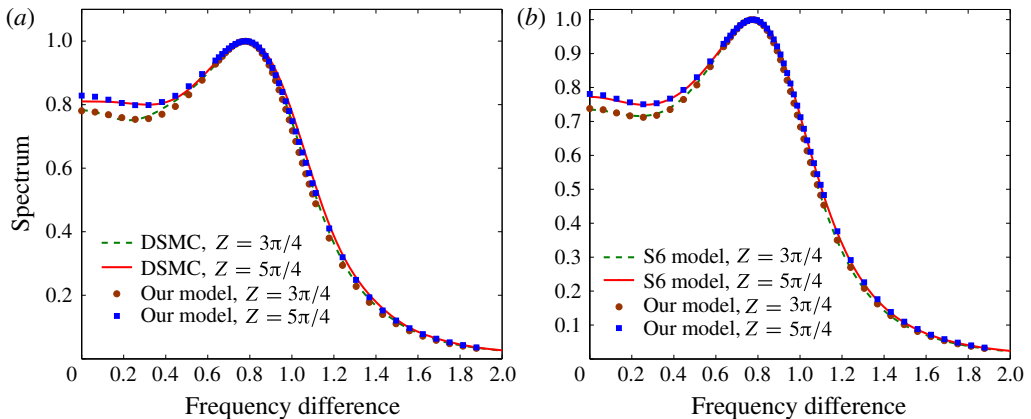 (a)
1.0
0.8
0.6
0.4
0.2
Spectrum
DSMC, Z = 3π/4
DSMC, Z = 5π/4
Our model, Z = 3π/4
Our model, Z = 5π/4
0 0.2 0.4 0.6 0.8 1.0 1.2 1.4 1.6 1.8 2.0
Frequency difference
(b)
1.0
0.9
0.8
0.7
0.6
0.5
0.4
0.3
0.2
0.1
S6 model, Z = 3π/4
S6 model, Z = 5π/4
Our model, Z = 3π/4
Our model, Z = 5π/4
0 0.2 0.4 0.6 0.8 1.0 1.2 1.4 1.6 1.8 2.0
Frequency difference